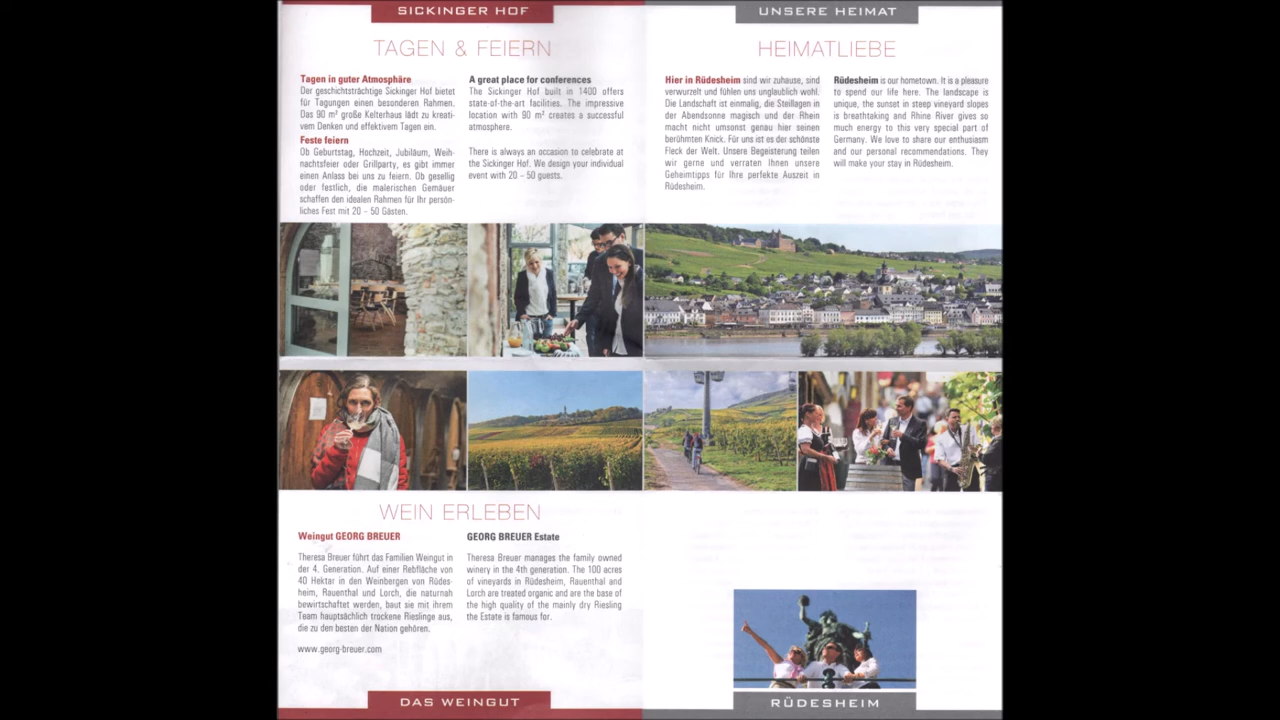 SICKINGER HOF
TAGEN & FEIERN
Tagen in guter Atmosphäre
Der geschichtsträchtige Sickinger Hof bietet
für Tagungen einen besonderen Rahmen.
Das 90 m² große Kelterhaus lädt zu kreati-
vem Denken und effektivem Tagen ein.
Feste feiern
Ob Geburtstag, Hochzeit, Jubiläum, Weih-
nachtsfeier oder Grillparty, es gibt immer
einen Anlass bei uns zu feiern. Ob gesellig
oder festlich, die malerischen Gemäuer
schaffen den idealen Rahmen für Ihr persön-
liches Fest mit 20 – 50 Gästen.
A great place for conferences
The Sickinger Hof built in 1400 offers
state-of-the-art facilities. The impressive
location with 90 m² creates a successful
atmosphere.
There is always an occasion to celebrate at
the Sickinger Hof. We design your individual
event with 20 – 50 guests.
UNSERE HEIMAT
HEIMATLIEBE
Hier in Rüdesheim sind wir zuhause, sind
verwurzelt und fühlen uns unglaublich wohl.
Die Landschaft ist einmalig, die Steillagen in
der Abendsonne magisch und der Rhein
macht nicht umsonst genau hier seinen
berühmten Knick. Für uns ist es der schönste
Fleck der Welt. Unsere Begeisterung teilen
wir gerne und verraten Ihnen unsere
Geheimtipps für Ihre perfekte Auszeit in
Rüdesheim.
Rüdesheim is our hometown. It is a pleasure
to spend our life here. The landscape is
unique, the sunset in steep vineyard slopes
is breathtaking and Rhine River gives so
much energy to this very special part of
Germany. We love to share our enthusiasm
and our personal recommendations. They
will make your stay in Rüdesheim.
WEIN ERLEBEN
Weingut GEORG BREUER
Theresa Breuer führt das Familien Weingut in
der 4. Generation. Auf einer Rebfläche von
40 Hektar in den Weinbergen von Rüdes-
heim, Rauenthal und Lorch, die naturnah
bewirtschaftet werden, baut sie mit ihrem
Team hauptsächlich trockene Rieslinge aus,
die zu den besten der Nation gehören.
www.georg-breuer.com
GEORG BREUER Estate
Theresa Breuer manages the family owned
winery in the 4th generation. The 100 acres
of vineyards in Rüdesheim, Rauenthal and
Lorch are treated organic and are the base of
the high quality of the mainly dry Riesling
the Estate is famous for.
DAS WEINGUT
RÜDESHEIM